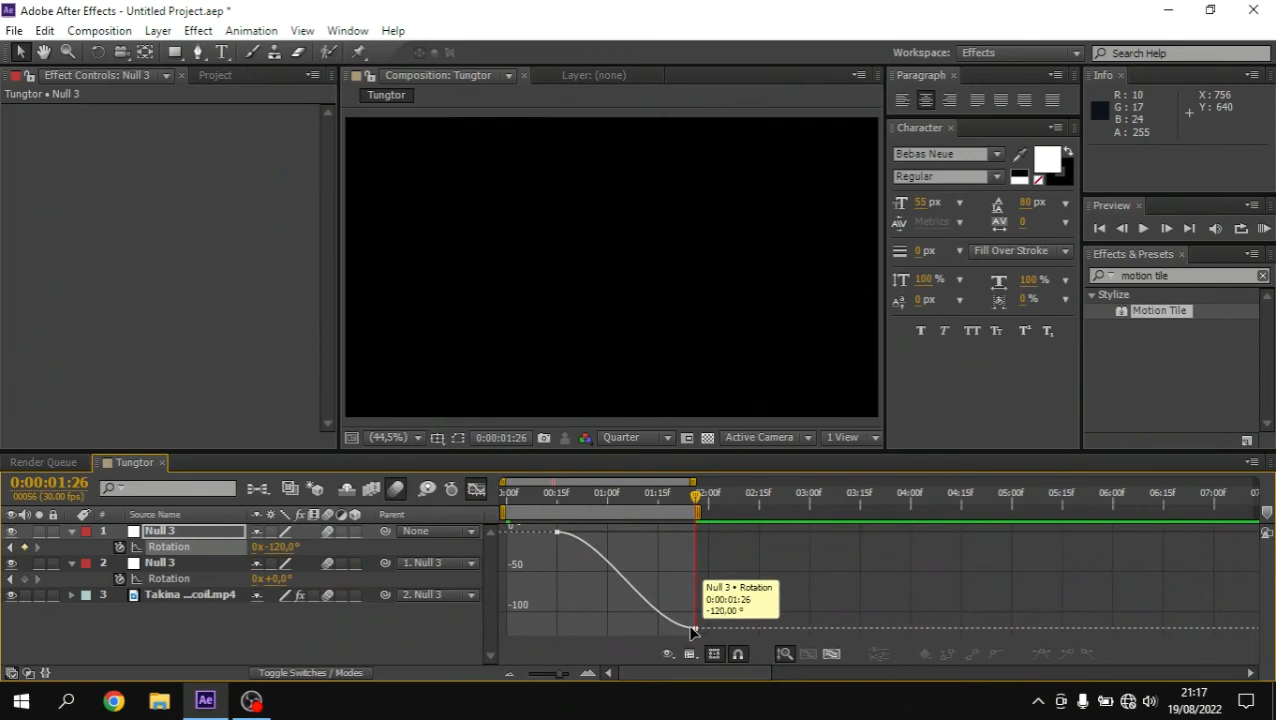 Adobe After Effects - Untitled Project.aep *
File Edit Composition Layer Effect Animation View Window Help
Workspace: Effects Search Help
Effect Controls: Null 3 Project
Tungtor • Null 3
Composition: Tungtor Layer: (none)
Tungtor
Paragraph
Character
Bebas Neue
Regular
55 px 80 px
Metrics 0
0 px Fill Over Stroke
100 % 100 %
0 px 0 %
T T TT Tt T¹ T₁
Info
R: 10 X: 756
G: 17 Y: 640
B: 24
A: 255
Preview
Effects & Presets
motion tile
Stylize
Motion Tile
(44,5%) 0:00:01:26 Quarter Active Camera 1 View
Render Queue Tungtor
0:00:01:26
00056 (30.00 fps)
# Source Name Parent
1 Null 3 None
Rotation 0x-120,0°
2 Null 3 1. Null 3
Rotation 0x+0,0°
3 Takina ...coil.mp4 2. Null 3
Toggle Switches / Modes
:00f 00:15f 01:00f 01:15f 02:00f 02:15f 03:00f 03:15f 04:00f 04:15f 05:00f 05:15f 06:00f 06:15f 07:00f 07
0
-50
-100
Null 3 • Rotation
0:00:01:26
-120,00 °
21:17
19/08/2022